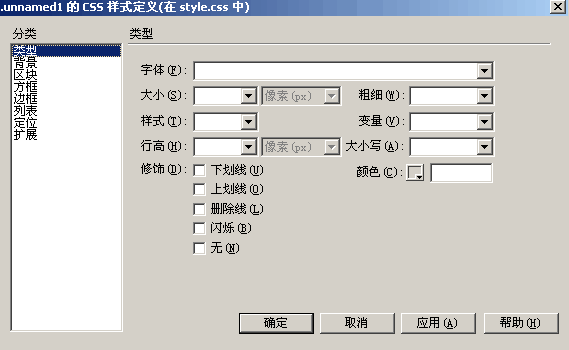 .unnamed1 的 CSS 样式定义(在 style.css 中)
分类
类型
类型
背景
区块
方框
边框
列表
定位
扩展
字体(F):
大小(S): 像素(px) 粗细(W):
样式(T): 变量(V):
行高(H): 像素(px) 大小写(A):
修饰(D): 下划线(U) 颜色(C):
上划线(O)
删除线(L)
闪烁(B)
无(N)
确定 取消 应用(A) 帮助(H)